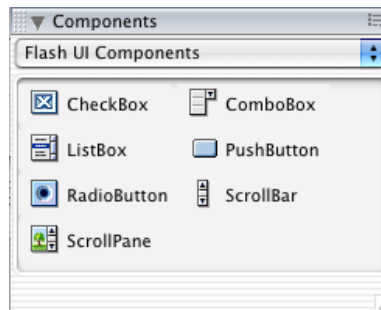 Components
Flash UI Components
CheckBox ComboBox
ListBox PushButton
RadioButton ScrollBar
ScrollPane